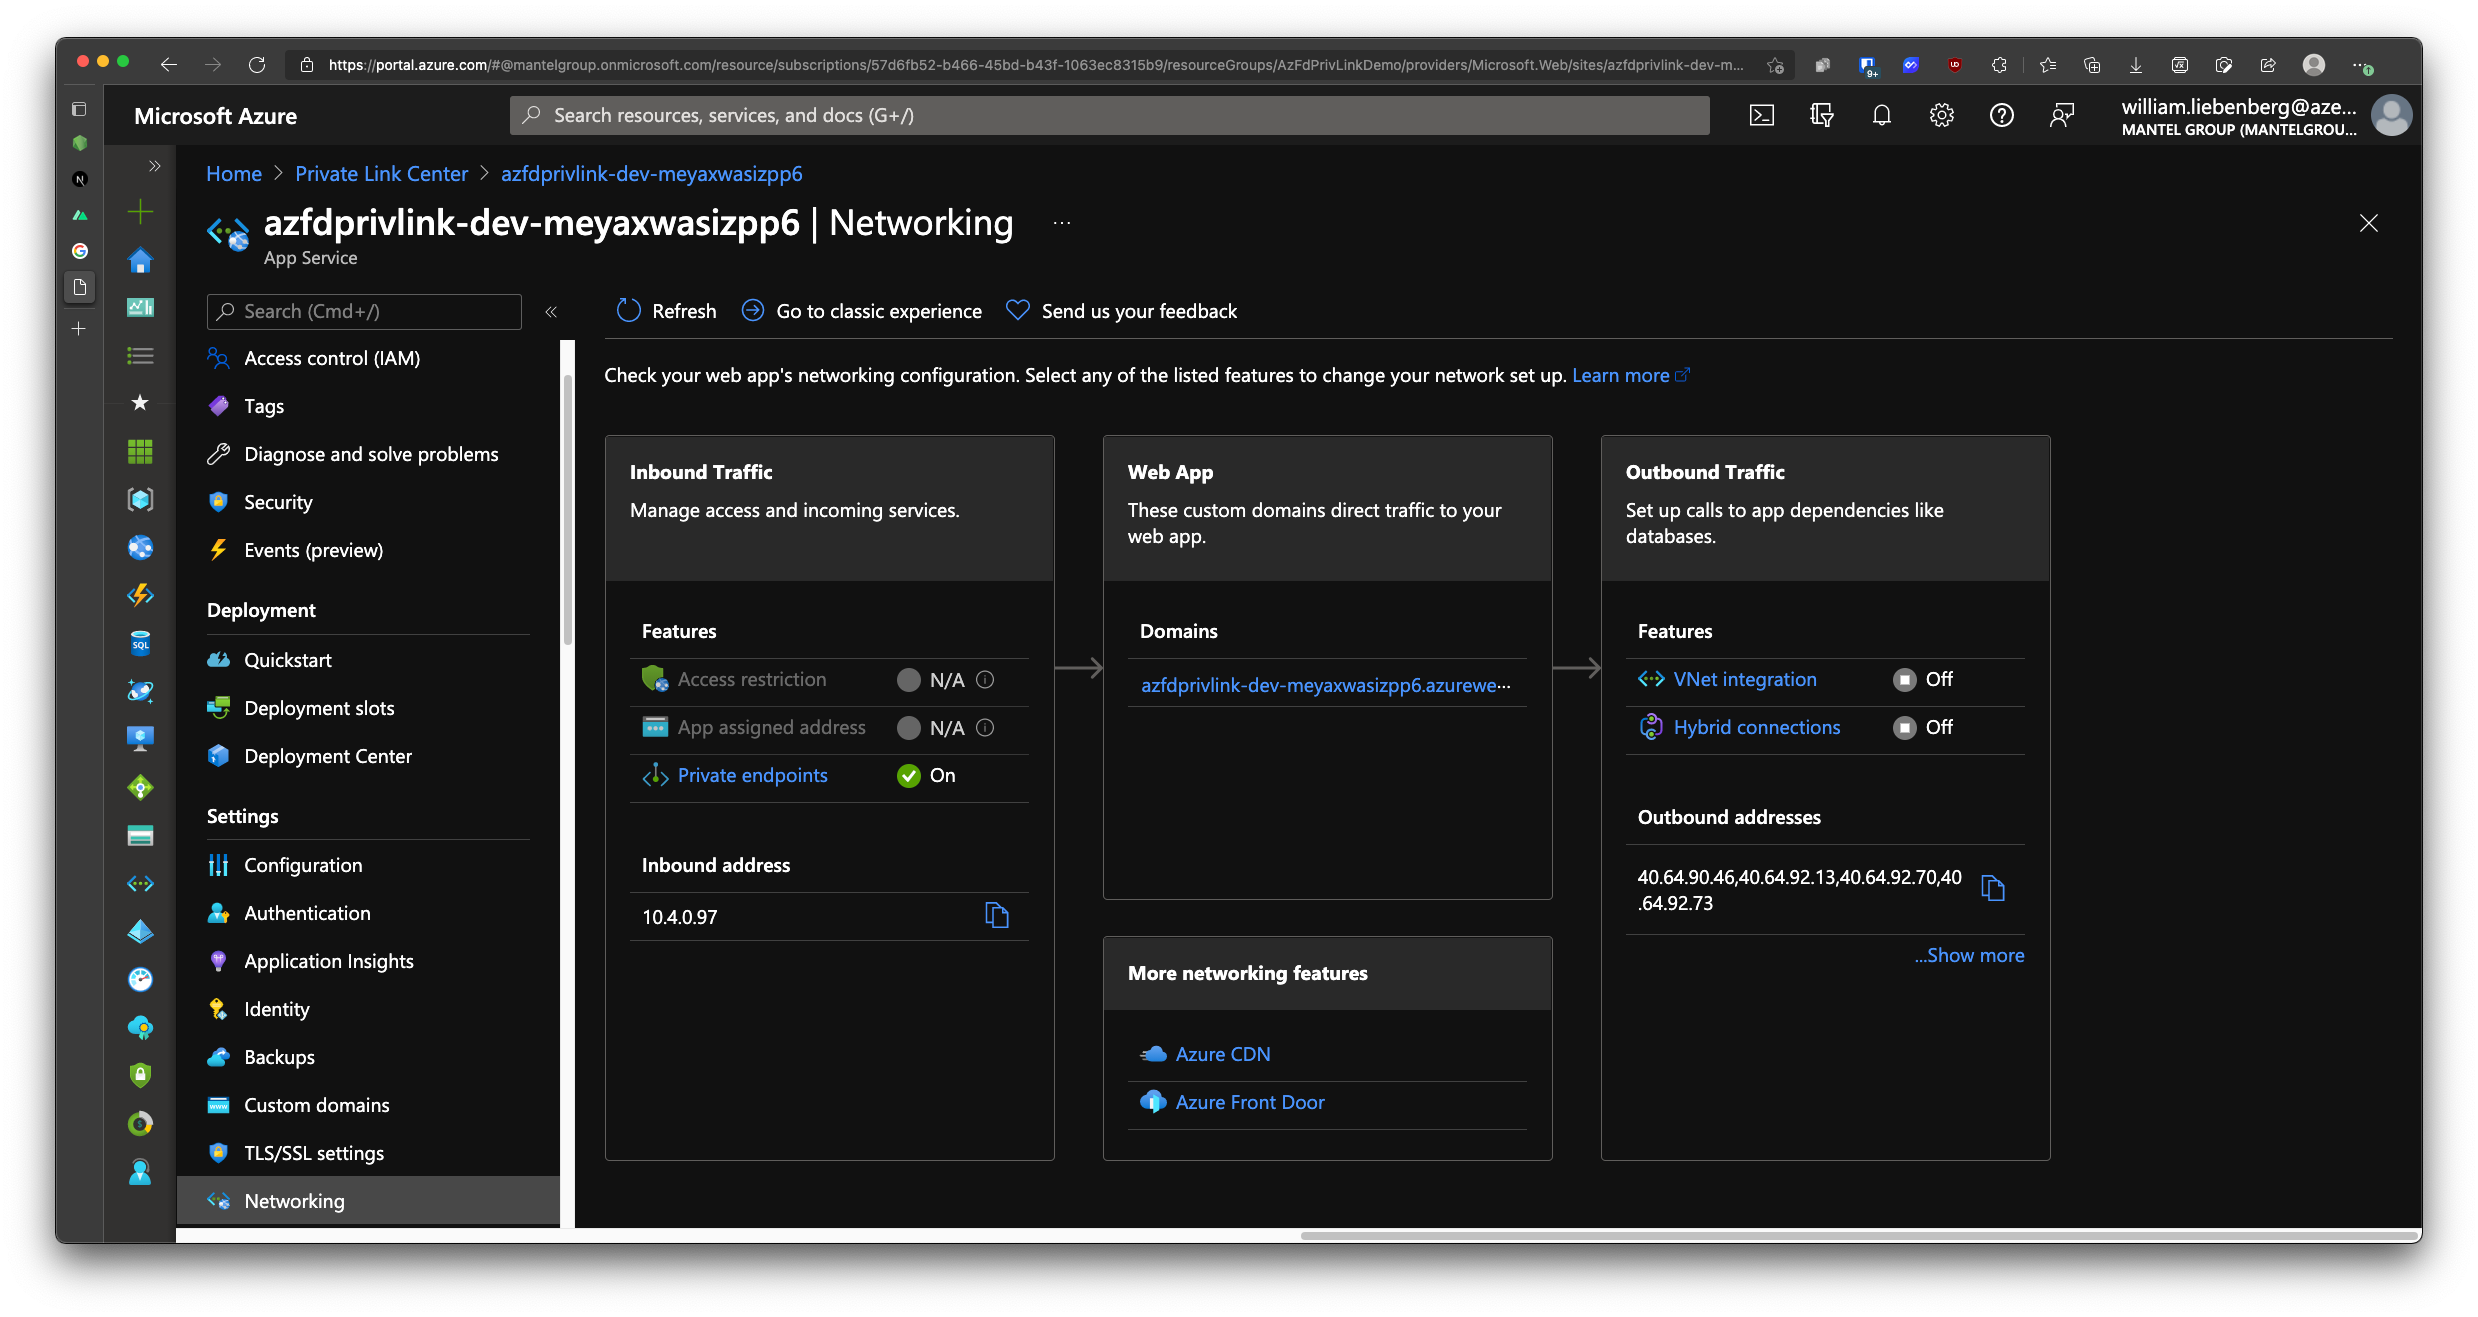 https://portal.azure.com/#@mantelgroup.onmicrosoft.com/resource/subscriptions/57d6fb52-b466-45bd-b43f-1063ec8315b9/resourceGroups/AzFdPrivLinkDemo/providers/Microsoft.Web/sites/azfdprivlink-dev-m...
9+
Microsoft Azure
Search resources, services, and docs (G+/)
william.liebenberg@aze...
MANTEL GROUP (MANTELGROU...
Home > Private Link Center > azfdprivlink-dev-meyaxwasizpp6
azfdprivlink-dev-meyaxwasizpp6 | Networking ...
App Service
Search (Cmd+/)
Access control (IAM)
Tags
Diagnose and solve problems
Security
Events (preview)
Deployment
Quickstart
Deployment slots
Deployment Center
Settings
Configuration
Authentication
Application Insights
Identity
Backups
Custom domains
TLS/SSL settings
Networking
Refresh
Go to classic experience
Send us your feedback
Check your web app's networking configuration. Select any of the listed features to change your network set up. Learn more
Inbound Traffic
Manage access and incoming services.
Features
Access restriction N/A
App assigned address N/A
Private endpoints On
Inbound address
10.4.0.97
Web App
These custom domains direct traffic to your
web app.
Domains
azfdprivlink-dev-meyaxwasizpp6.azurewe...
More networking features
Azure CDN
Azure Front Door
Outbound Traffic
Set up calls to app dependencies like
databases.
Features
VNet integration Off
Hybrid connections Off
Outbound addresses
40.64.90.46,40.64.92.13,40.64.92.70,40
.64.92.73
...Show more